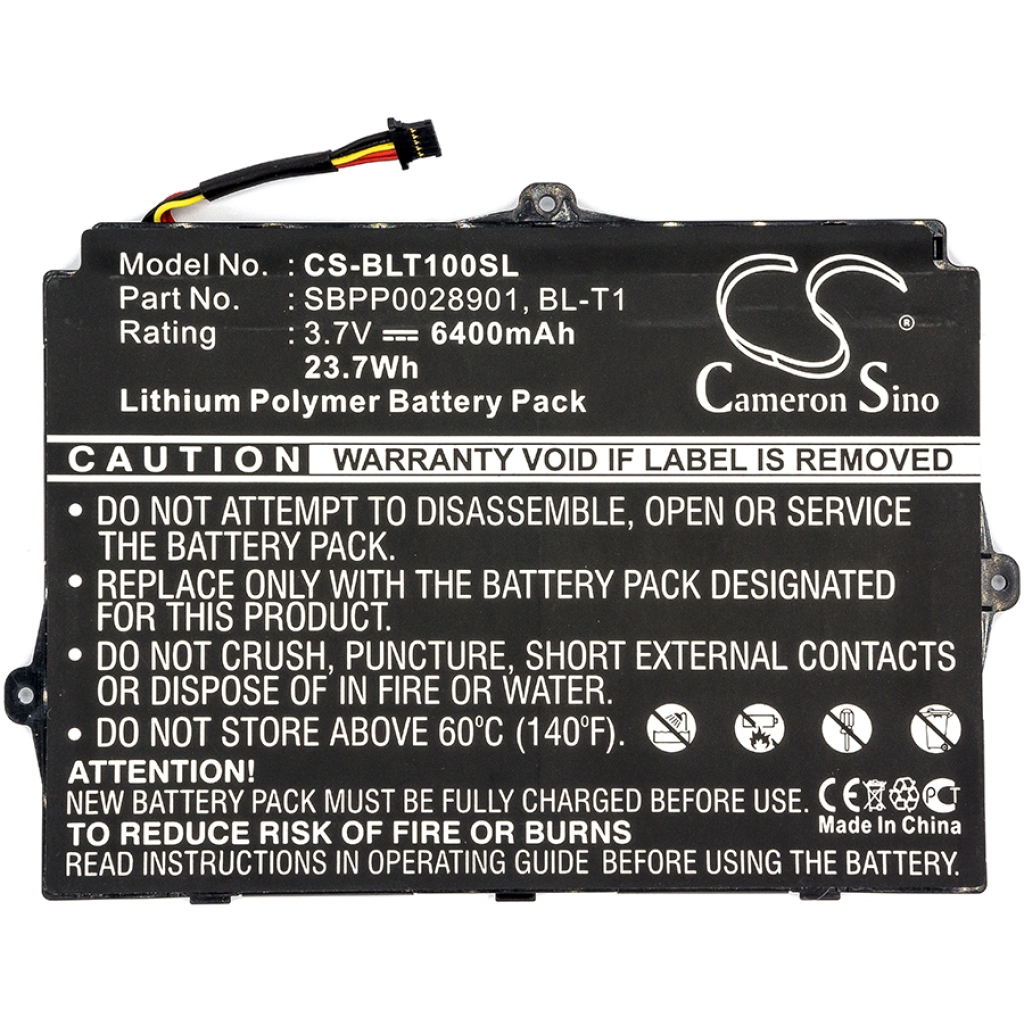 Model No. : CS-BLT100SL
Part No. : SBPP0028901, BL-T1
Rating : 3.7V 6400mAh
23.7Wh
Lithium Polymer Battery Pack
CS
®
Cameron Sino
CAUTION WARRANTY VOID IF LABEL IS REMOVED
• DO NOT ATTEMPT TO DISASSEMBLE, OPEN OR SERVICE
THE BATTERY PACK.
• REPLACE ONLY WITH THE BATTERY PACK DESIGNATED
FOR THIS PRODUCT.
• DO NOT CRUSH, PUNCTURE, SHORT EXTERNAL CONTACTS
OR DISPOSE OF IN FIRE OR WATER.
• DO NOT STORE ABOVE 60ºC (140ºF).
ATTENTION!
NEW BATTERY PACK MUST BE FULLY CHARGED BEFORE USE.
CE PCT
Made In China
TO REDUCE RISK OF FIRE OR BURNS
READ INSTRUCTIONS IN OPERATING GUIDE BEFORE USING THE BATTERY.